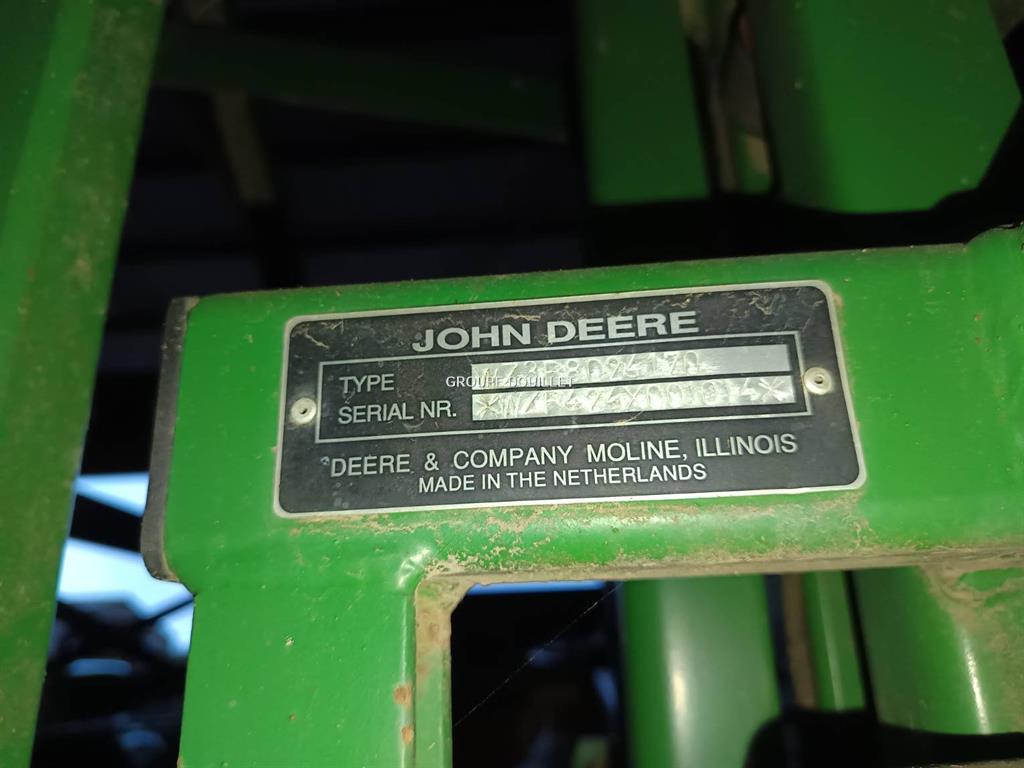 JOHN DEERE
TYPE
GROUPE DOUILLET
SERIAL NR.
DEERE & COMPANY MOLINE, ILLINOIS
MADE IN THE NETHERLANDS